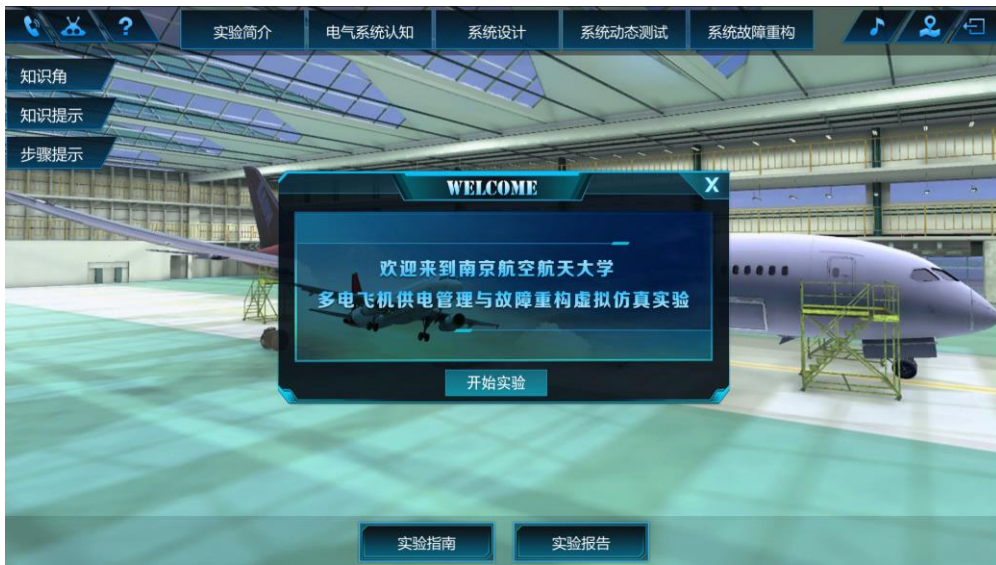 ?
实验简介
电气系统认知
系统设计
系统动态测试
系统故障重构
知识角
知识提示
步骤提示
WELCOME
X
欢迎来到南京航空航天大学
多电飞机供电管理与故障重构虚拟仿真实验
开始实验
实验指南
实验报告